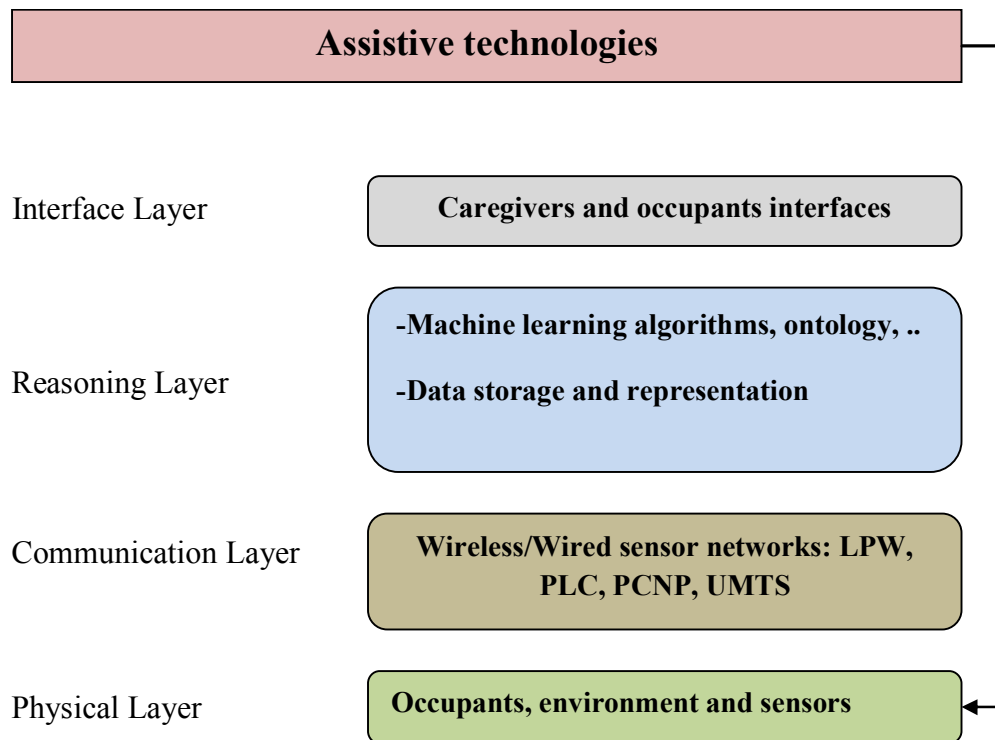 Assistive technologies
Interface Layer
Caregivers and occupants interfaces
Reasoning Layer
-Machine learning algorithms, ontology, ..
-Data storage and representation
Communication Layer
Wireless/Wired sensor networks: LPW,
PLC, PCNP, UMTS
Physical Layer
Occupants, environment and sensors